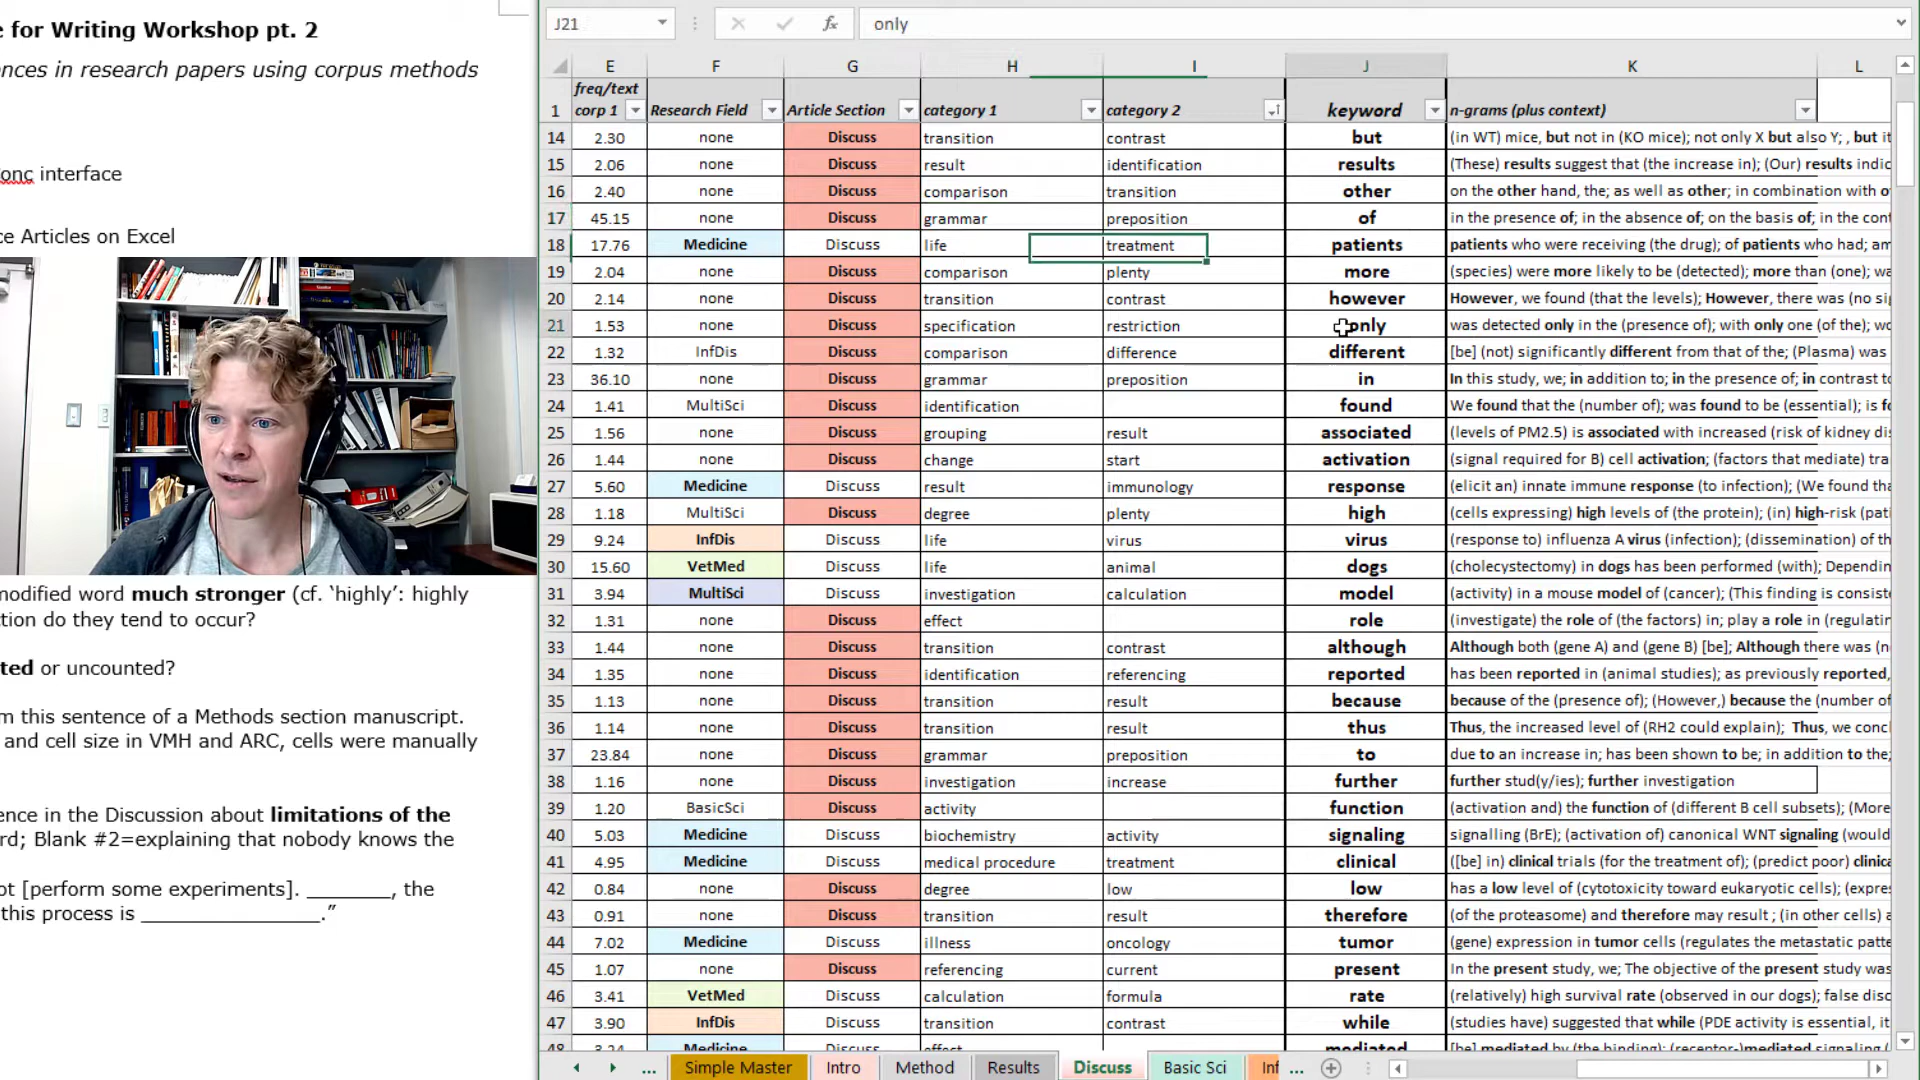 e for Writing Workshop pt. 2
nces in research papers using corpus methods
onc interface
ce Articles on Excel
modified word much stronger (cf. ‘highly’: highly
tion do they tend to occur?
ted or uncounted?
m this sentence of a Methods section manuscript.
and cell size in VMH and ARC, cells were manually
ence in the Discussion about limitations of the
rd; Blank #2=explaining that nobody knows the
ot [perform some experiments]. _______, the
this process is ________________.”
J21 fx only
E F G H I J K L
1 freq/text corp 1 Research Field Article Section category 1 category 2 keyword n-grams (plus context)
14 2.30 none Discuss transition contrast but (in WT) mice, but not in (KO mice); not only X but also Y; , but it
15 2.06 none Discuss result identification results (These) results suggest that (the increase in); (Our) results indic
16 2.40 none Discuss comparison transition other on the other hand, the; as well as other; in combination with o
17 45.15 none Discuss grammar preposition of in the presence of; in the absence of; on the basis of; in the cont
18 17.76 Medicine Discuss life treatment patients patients who were receiving (the drug); of patients who had; am
19 2.04 none Discuss comparison plenty more (species) were more likely to be (detected); more than (one); wa
20 2.14 none Discuss transition contrast however However, we found (that the levels); However, there was (no sig
21 1.53 none Discuss specification restriction only was detected only in the (presence of); with only one (of the); wo
22 1.32 InfDis Discuss comparison difference different [be] (not) significantly different from that of the; (Plasma) was
23 36.10 none Discuss grammar preposition in In this study, we; in addition to; in the presence of; in contrast to
24 1.41 MultiSci Discuss identification found We found that the (number of); was found to be (essential); is fo
25 1.56 none Discuss grouping result associated (levels of PM2.5) is associated with increased (risk of kidney dis
26 1.44 none Discuss change start activation (signal required for B) cell activation; (factors that mediate) tra
27 5.60 Medicine Discuss result immunology response (elicit an) innate immune response (to infection); (We found tha
28 1.18 MultiSci Discuss degree plenty high (cells expressing) high levels of (the protein); (in) high-risk (pati
29 9.24 InfDis Discuss life virus virus (response to) influenza A virus (infection); (dissemination) of th
30 15.60 VetMed Discuss life animal dogs (cholecystectomy) in dogs has been performed (with); Depending
31 3.94 MultiSci Discuss investigation calculation model (activity) in a mouse model of (cancer); (This finding is consiste
32 1.31 none Discuss effect role (investigate) the role of (the factors) in; play a role in (regulatin
33 1.44 none Discuss transition contrast although Although both (gene A) and (gene B) [be]; Although there was (n
34 1.35 none Discuss identification referencing reported has been reported in (animal studies); as previously reported,
35 1.13 none Discuss transition result because because of the (presence of); (However,) because the (number of
36 1.14 none Discuss transition result thus Thus, the increased level of (RH2 could explain); Thus, we conc
37 23.84 none Discuss grammar preposition to due to an increase in; has been shown to be; in addition to the;
38 1.16 none Discuss investigation increase further further stud(y/ies); further investigation
39 1.20 BasicSci Discuss activity function (activation and) the function of (different B cell subsets); (More
40 5.03 Medicine Discuss biochemistry activity signaling signalling (BrE); (activation of) canonical WNT signaling (would
41 4.95 Medicine Discuss medical procedure treatment clinical ([be] in) clinical trials (for the treatment of); (predict poor) clinica
42 0.84 none Discuss degree low low has a low level of (cytotoxicity toward eukaryotic cells); (expres
43 0.91 none Discuss transition result therefore (of the proteasome) and therefore may result ; (in other cells) a
44 7.02 Medicine Discuss illness oncology tumor (gene) expression in tumor cells (regulates the metastatic patte
45 1.07 none Discuss referencing current present In the present study, we; The objective of the present study was
46 3.41 VetMed Discuss calculation formula rate (relatively) high survival rate (observed in our dogs); false disc
47 3.90 InfDis Discuss transition contrast while (studies have) suggested that while (PDE activity is essential, it
48 3.24 Medicine Discuss effect mediated [be] mediated by (the binding); (receptor-)mediated signaling (
... Simple Master Intro Method Results Discuss Basic Sci Inf ...